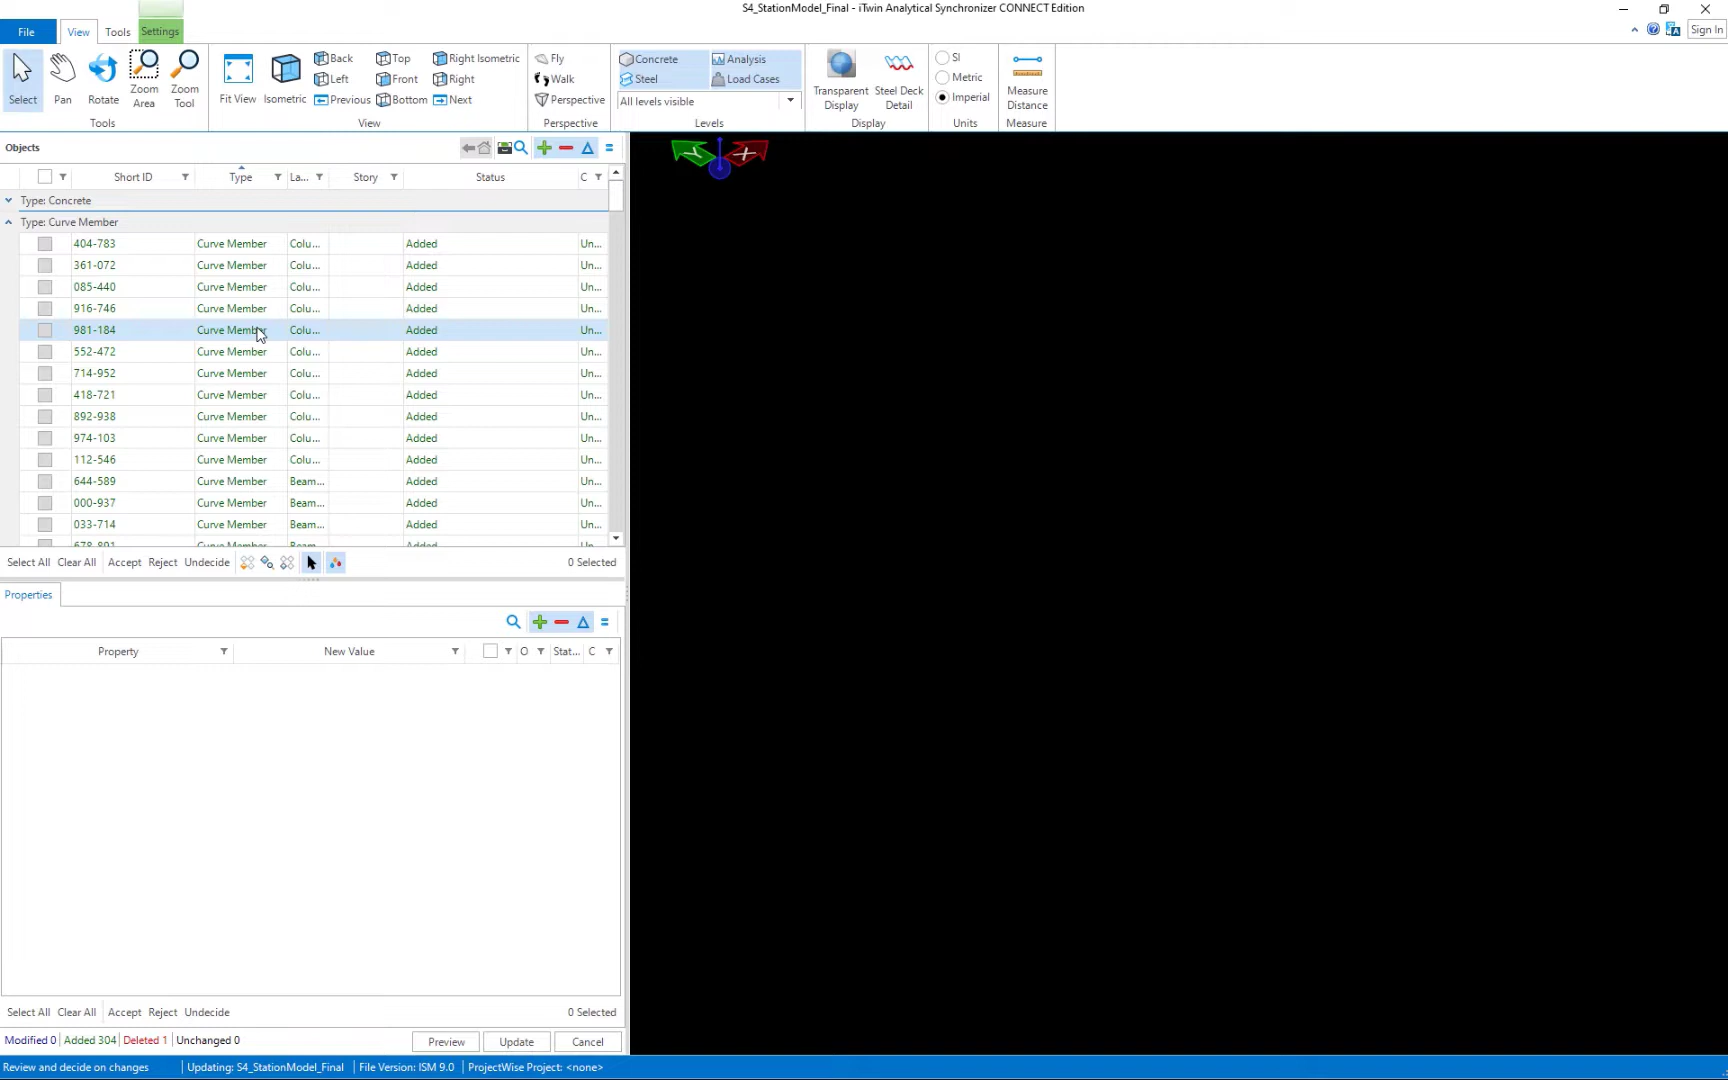 S4_StationModel_Final - iTwin Analytical Synchronizer CONNECT Edition
File View Tools Settings Sign In
Select Pan Rotate Zoom Area Zoom Tool
Tools
Fit View Isometric Back Left Previous Top Front Bottom Right Isometric Right Next
View
Fly
Walk
Perspective
Perspective
Concrete Analysis
Steel Load Cases
All levels visible
Levels
Transparent Display Steel Deck Detail
Display
SI
Metric
Imperial
Units
Measure Distance
Measure
Objects
Short ID Type La... Story Status C
Type: Concrete
Type: Curve Member
404-783 Curve Member Colu... Added Un...
361-072 Curve Member Colu... Added Un...
085-440 Curve Member Colu... Added Un...
916-746 Curve Member Colu... Added Un...
981-184 Curve Member Colu... Added Un...
552-472 Curve Member Colu... Added Un...
714-952 Curve Member Colu... Added Un...
418-721 Curve Member Colu... Added Un...
892-938 Curve Member Colu... Added Un...
974-103 Curve Member Colu... Added Un...
112-546 Curve Member Colu... Added Un...
644-589 Curve Member Beam... Added Un...
000-937 Curve Member Beam... Added Un...
033-714 Curve Member Beam... Added Un...
Select All Clear All Accept Reject Undecide 0 Selected
Properties
Property New Value O Stat... C
Select All Clear All Accept Reject Undecide 0 Selected
Modified 0 Added 304 Deleted 1 Unchanged 0 Preview Update Cancel
Review and decide on changes Updating: S4_StationModel_Final File Version: ISM 9.0 ProjectWise Project: <none>
Y X